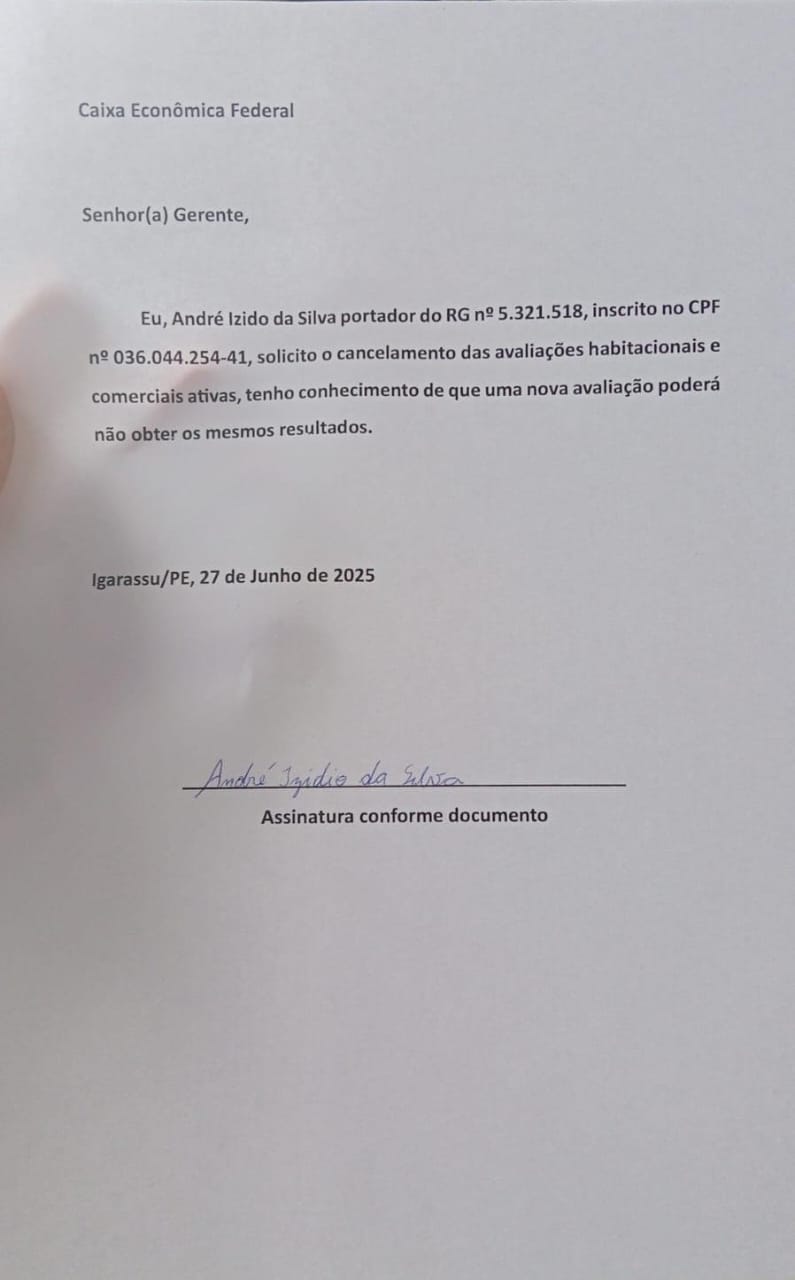 Caixa Econômica Federal
Senhor(a) Gerente,
Eu, André Izido da Silva portador do RG nº 5.321.518, inscrito no CPF
nº 036.044.254-41, solicito o cancelamento das avaliações habitacionais e
comerciais ativas, tenho conhecimento de que uma nova avaliação poderá
não obter os mesmos resultados.
Igarassu/PE, 27 de Junho de 2025
André Izidio da Silva
Assinatura conforme documento